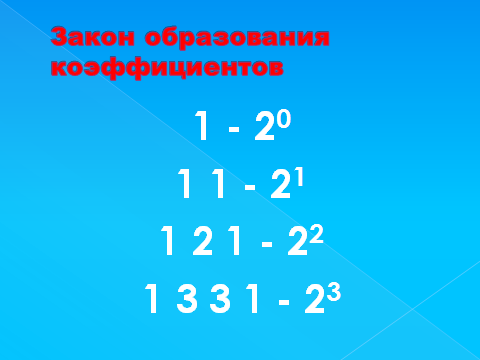 Закон образования
коэффициентов
1 - 2⁰
1 1 - 2¹
1 2 1 - 2²
1 3 3 1 - 2³